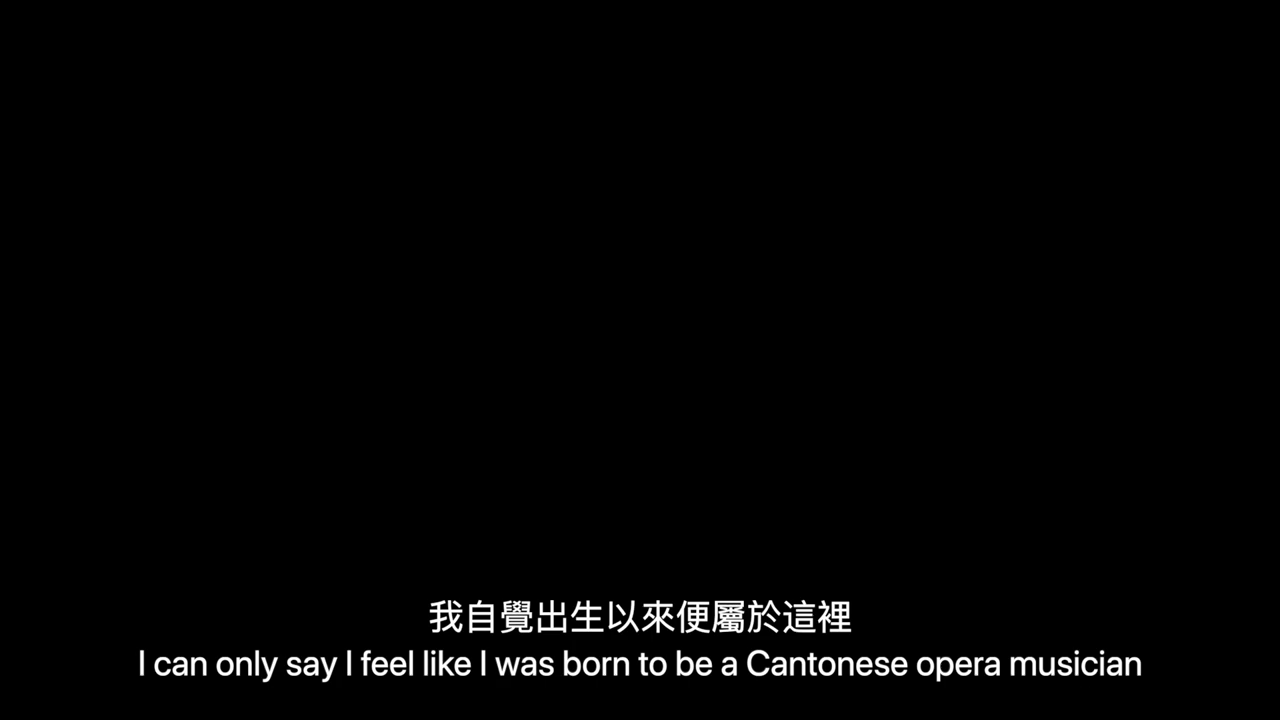 我自覺出生以來便屬於這裡
I can only say I feel like I was born to be a Cantonese opera musician